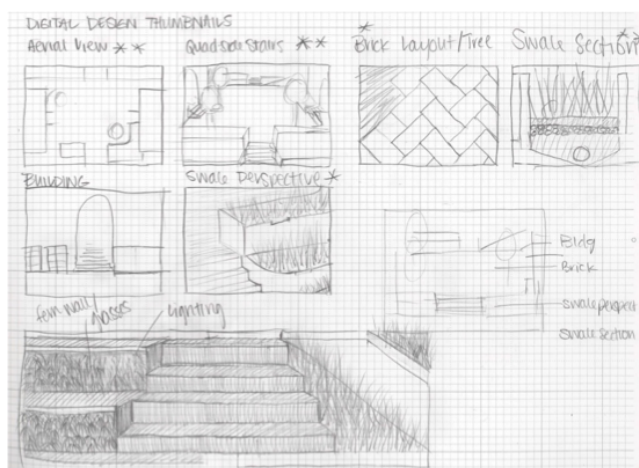 DIGITAL DESIGN THUMBNAILS
Aerial View **
Quad Side Stairs **
* Brick Layout/Tree
Swale Section **
BUILDING
Swale Perspective *
Bldg
Brick
Swale perspect
Swale Section
fern wall/
grasses
lighting